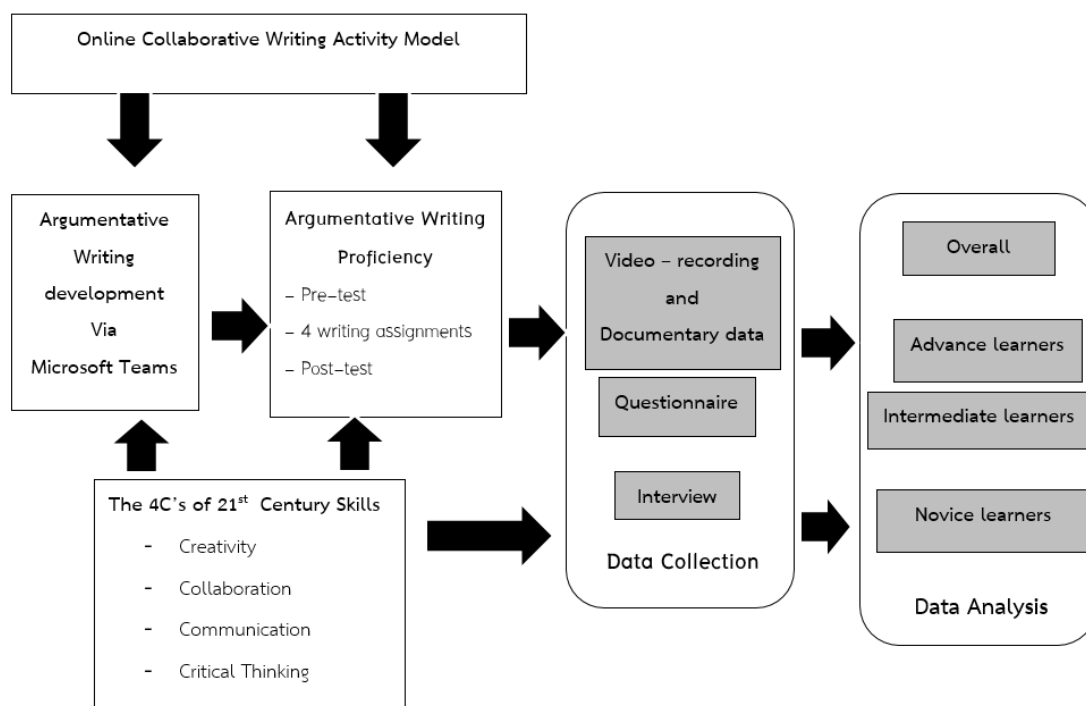 Online Collaborative Writing Activity Model
Argumentative
Writing
development
Via
Microsoft Teams
Argumentative Writing
Proficiency
– Pre-test
– 4 writing assignments
– Post-test
The 4C's of 21st Century Skills
- Creativity
- Collaboration
- Communication
- Critical Thinking
Video – recording
and
Documentary data
Questionnaire
Interview
Data Collection
Overall
Advance learners
Intermediate learners
Novice learners
Data Analysis